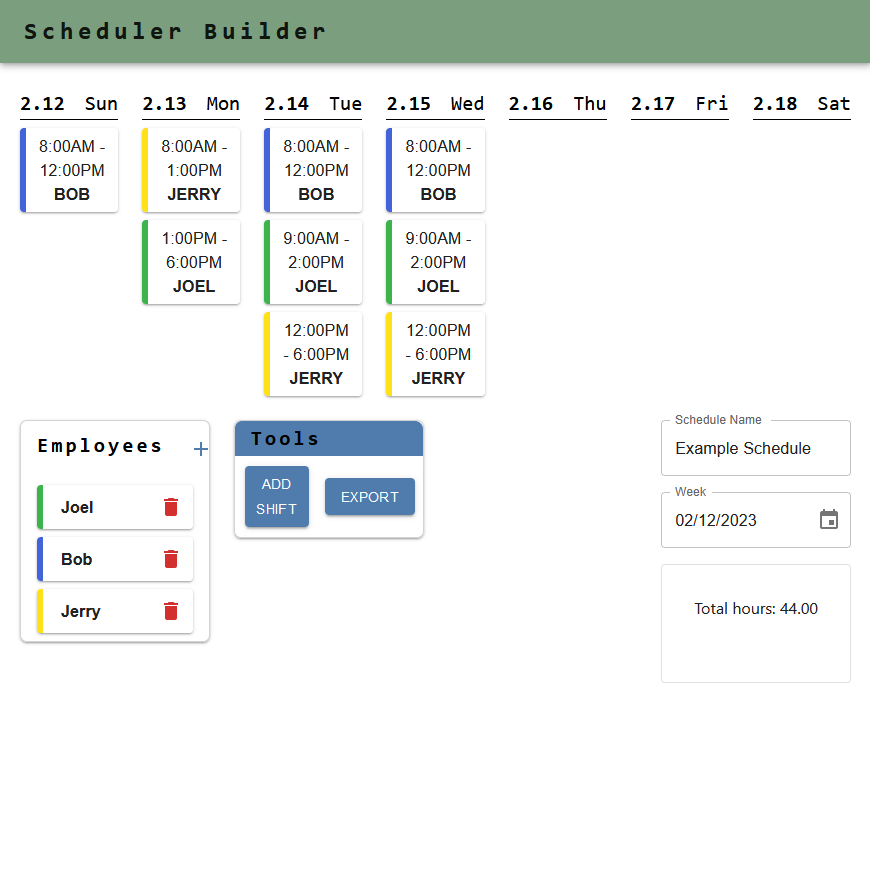 Scheduler Builder
2.12 Sun
2.13 Mon
2.14 Tue
2.15 Wed
2.16 Thu
2.17 Fri
2.18 Sat
8:00AM -
12:00PM
BOB
8:00AM -
1:00PM
JERRY
1:00PM -
6:00PM
JOEL
8:00AM -
12:00PM
BOB
9:00AM -
2:00PM
JOEL
12:00PM
- 6:00PM
JERRY
8:00AM -
12:00PM
BOB
9:00AM -
2:00PM
JOEL
12:00PM
- 6:00PM
JERRY
Employees +
Joel
Bob
Jerry
Tools
ADD
SHIFT
EXPORT
Schedule Name
Example Schedule
Week
02/12/2023
Total hours: 44.00